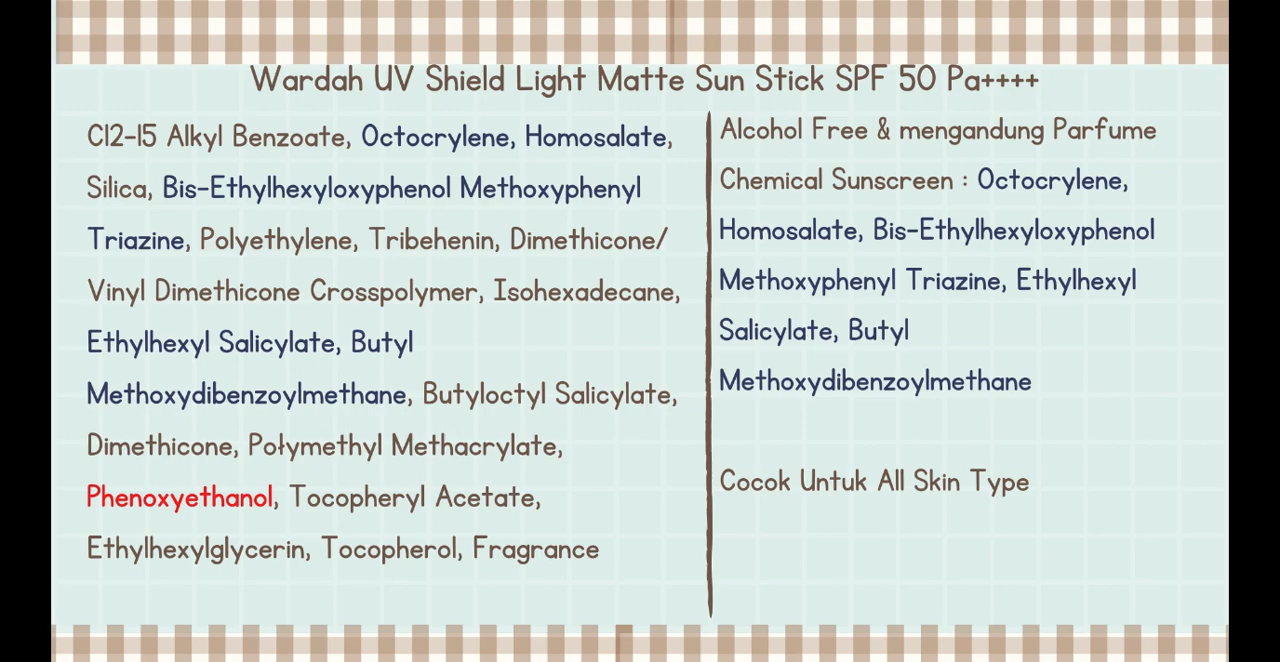 Wardah UV Shield Light Matte Sun Stick SPF 50 Pa++++
C12-15 Alkyl Benzoate, Octocrylene, Homosalate,
Silica, Bis-Ethylhexyloxyphenol Methoxyphenyl
Triazine, Polyethylene, Tribehenin, Dimethicone/
Vinyl Dimethicone Crosspolymer, Isohexadecane,
Ethylhexyl Salicylate, Butyl
Methoxydibenzoylmethane, Butyloctyl Salicylate,
Dimethicone, Połymethyl Methacrylate,
Phenoxyethanol, Tocopheryl Acetate,
Ethylhexylglycerin, Tocopherol, Fragrance
Alcohol Free & mengandung Parfume
Chemical Sunscreen : Octocrylene,
Homosalate, Bis-Ethylhexyloxyphenol
Methoxyphenyl Triazine, Ethylhexyl
Salicylate, Butyl
Methoxydibenzoylmethane
Cocok Untuk All Skin Type